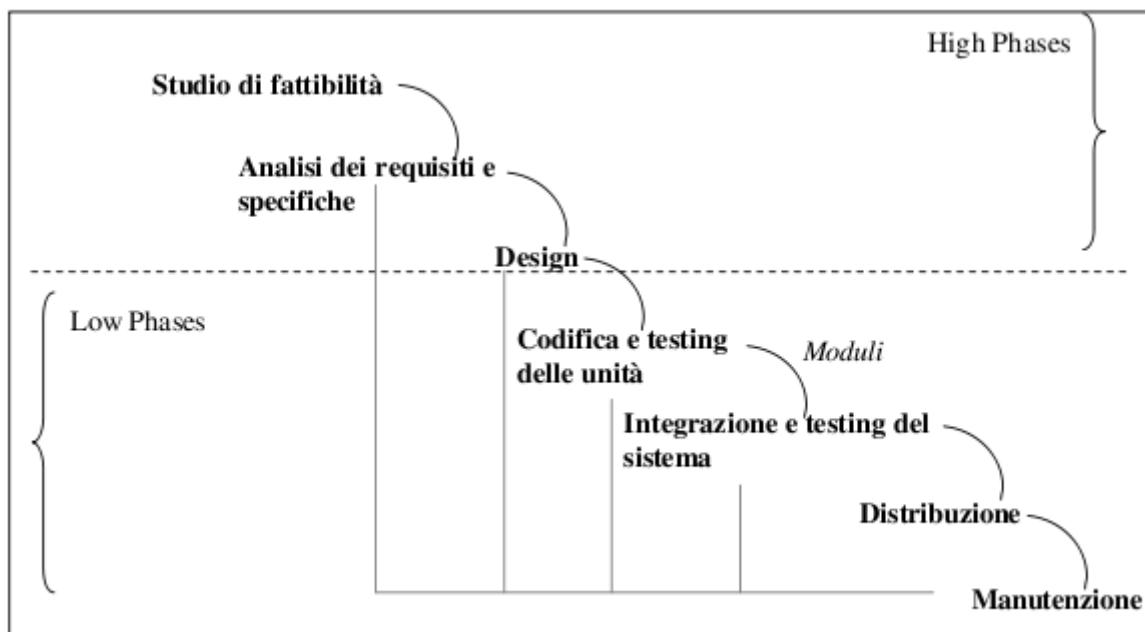 High Phases
Studio di fattibilità
Analisi dei requisiti e
specifiche
Design
Low Phases
Codifica e testing
delle unità
Moduli
Integrazione e testing del
sistema
Distribuzione
Manutenzione